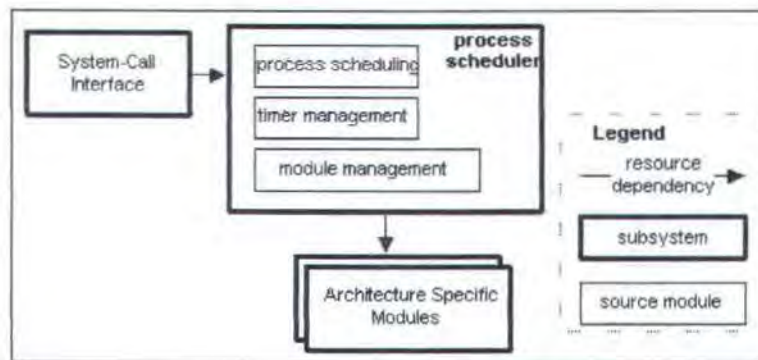 System-Call
Interface
process
scheduler
process scheduling
timer management
module management
Architecture Specific
Modules
Legend
resource
dependency
subsystem
source module